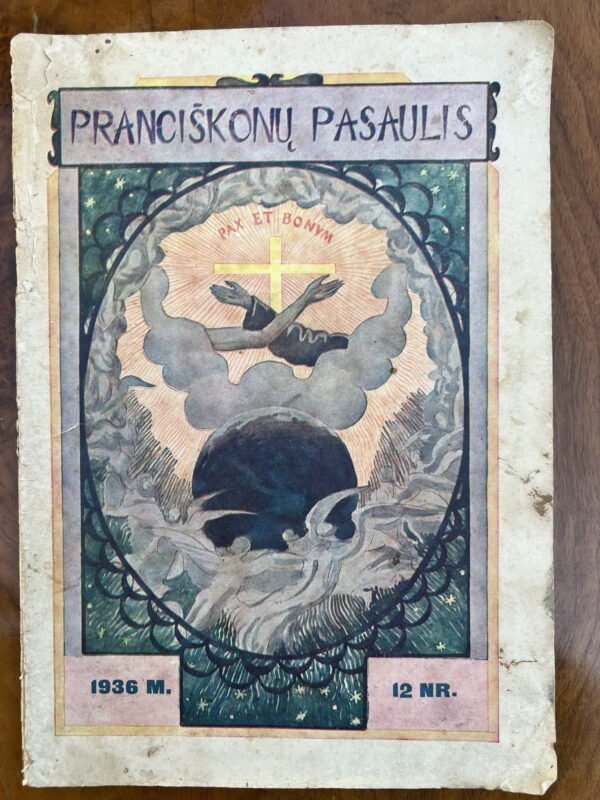 PRANCIŠKONŲ PASAULIS
PAX ET BONVM
1936 M.
12 NR.